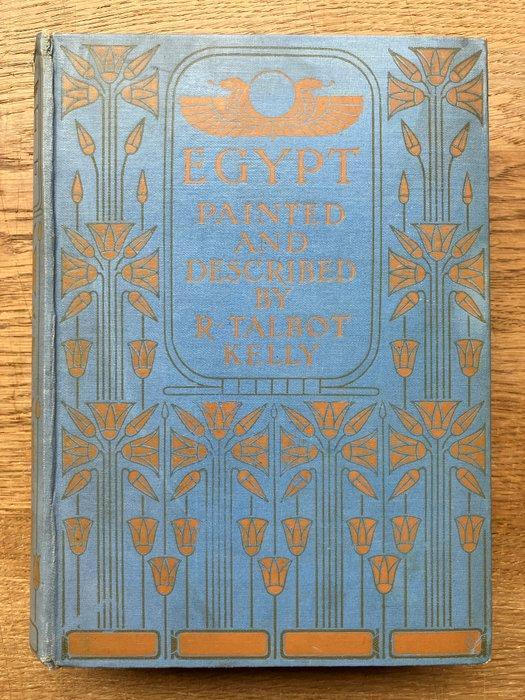 EGYPT
PAINTED
AND
DESCRIBED
BY
R·TALBOT
KELLY